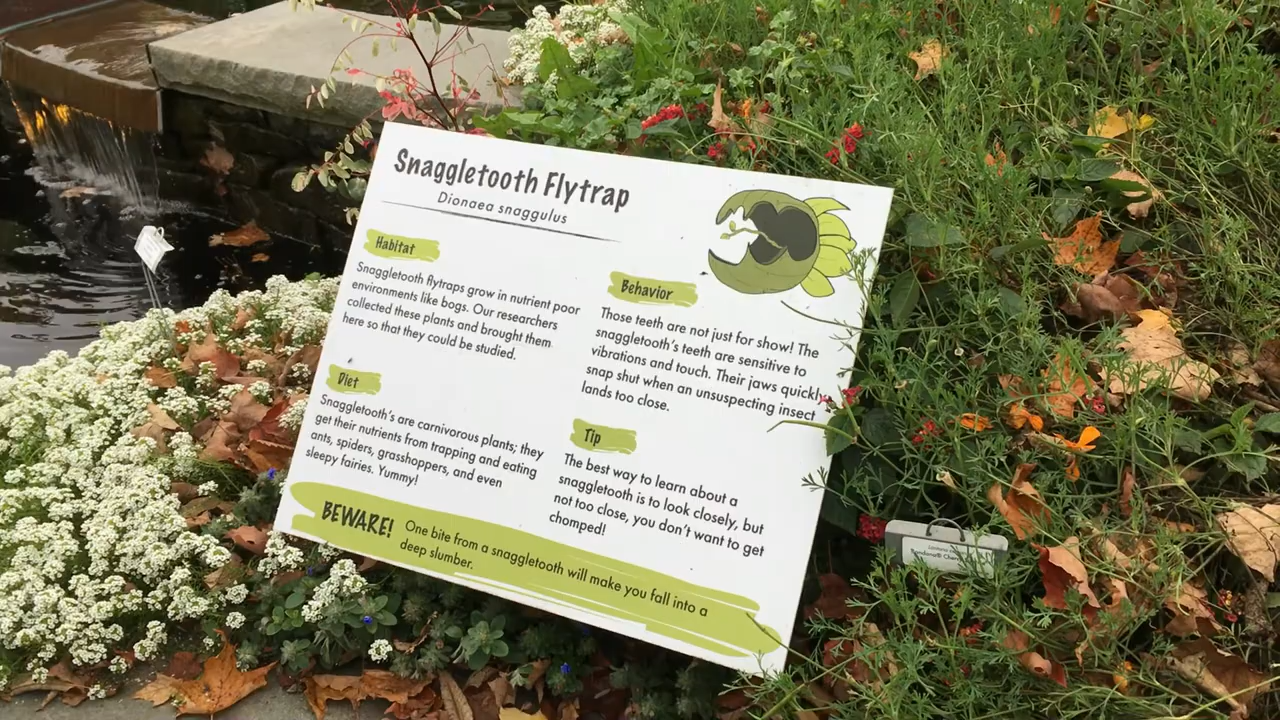 Snaggletooth Flytrap
Dionaea snaggulus
Habitat
Snaggletooth flytraps grow in nutrient poor
environments like bogs. Our researchers
collected these plants and brought them
here so that they could be studied.
Diet
Snaggletooth's are carnivorous plants; they
get their nutrients from trapping and eating
ants, spiders, grasshoppers, and even
sleepy fairies. Yummy!
Behavior
Those teeth are not just for show! The
snaggletooth's teeth are sensitive to
vibrations and touch. Their jaws quickly
snap shut when an unsuspecting insect
lands too close.
Tip
The best way to learn about a
snaggletooth is to look closely, but
not too close, you don't want to get
chomped!
BEWARE! One bite from a snaggletooth will make you fall into a
deep slumber.